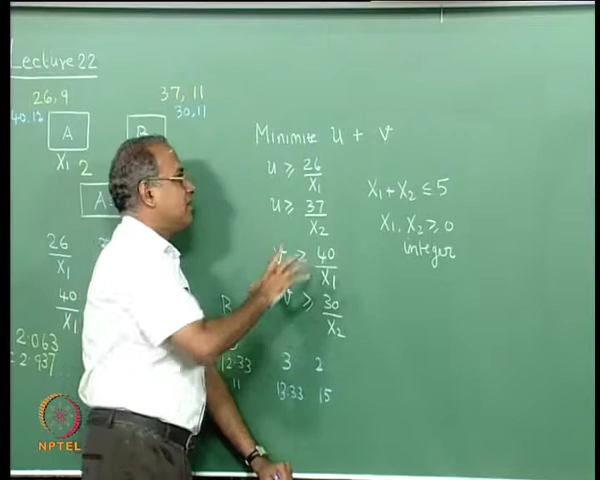 Lecture 22
26, 9
37, 11
40, 12
30, 11
A
B
X1
2
A
26/X1
40/X1
2.063
2.937
B
12.33
11
Minimize u + v
u ≥ 26/X1
u ≥ 37/X2
v ≥ 40/X1
v ≥ 30/X2
X1 + X2 ≤ 5
X1, X2 ≥ 0
integer
3 2
13.33 15
NPTEL